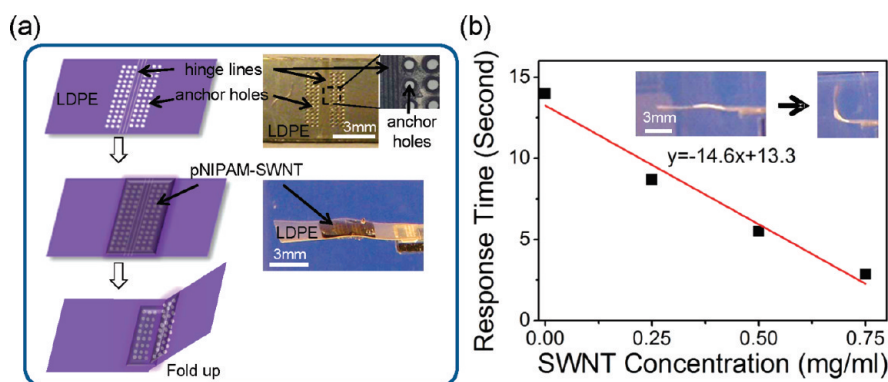 (a)
LDPE
hinge lines
anchor holes
LDPE
3mm
anchor
holes
pNIPAM-SWNT
LDPE
3mm
Fold up
(b)
Response Time (Second)
15
10
5
0
3mm
y=-14.6x+13.3
0.00 0.25 0.50 0.75
SWNT Concentration (mg/ml)